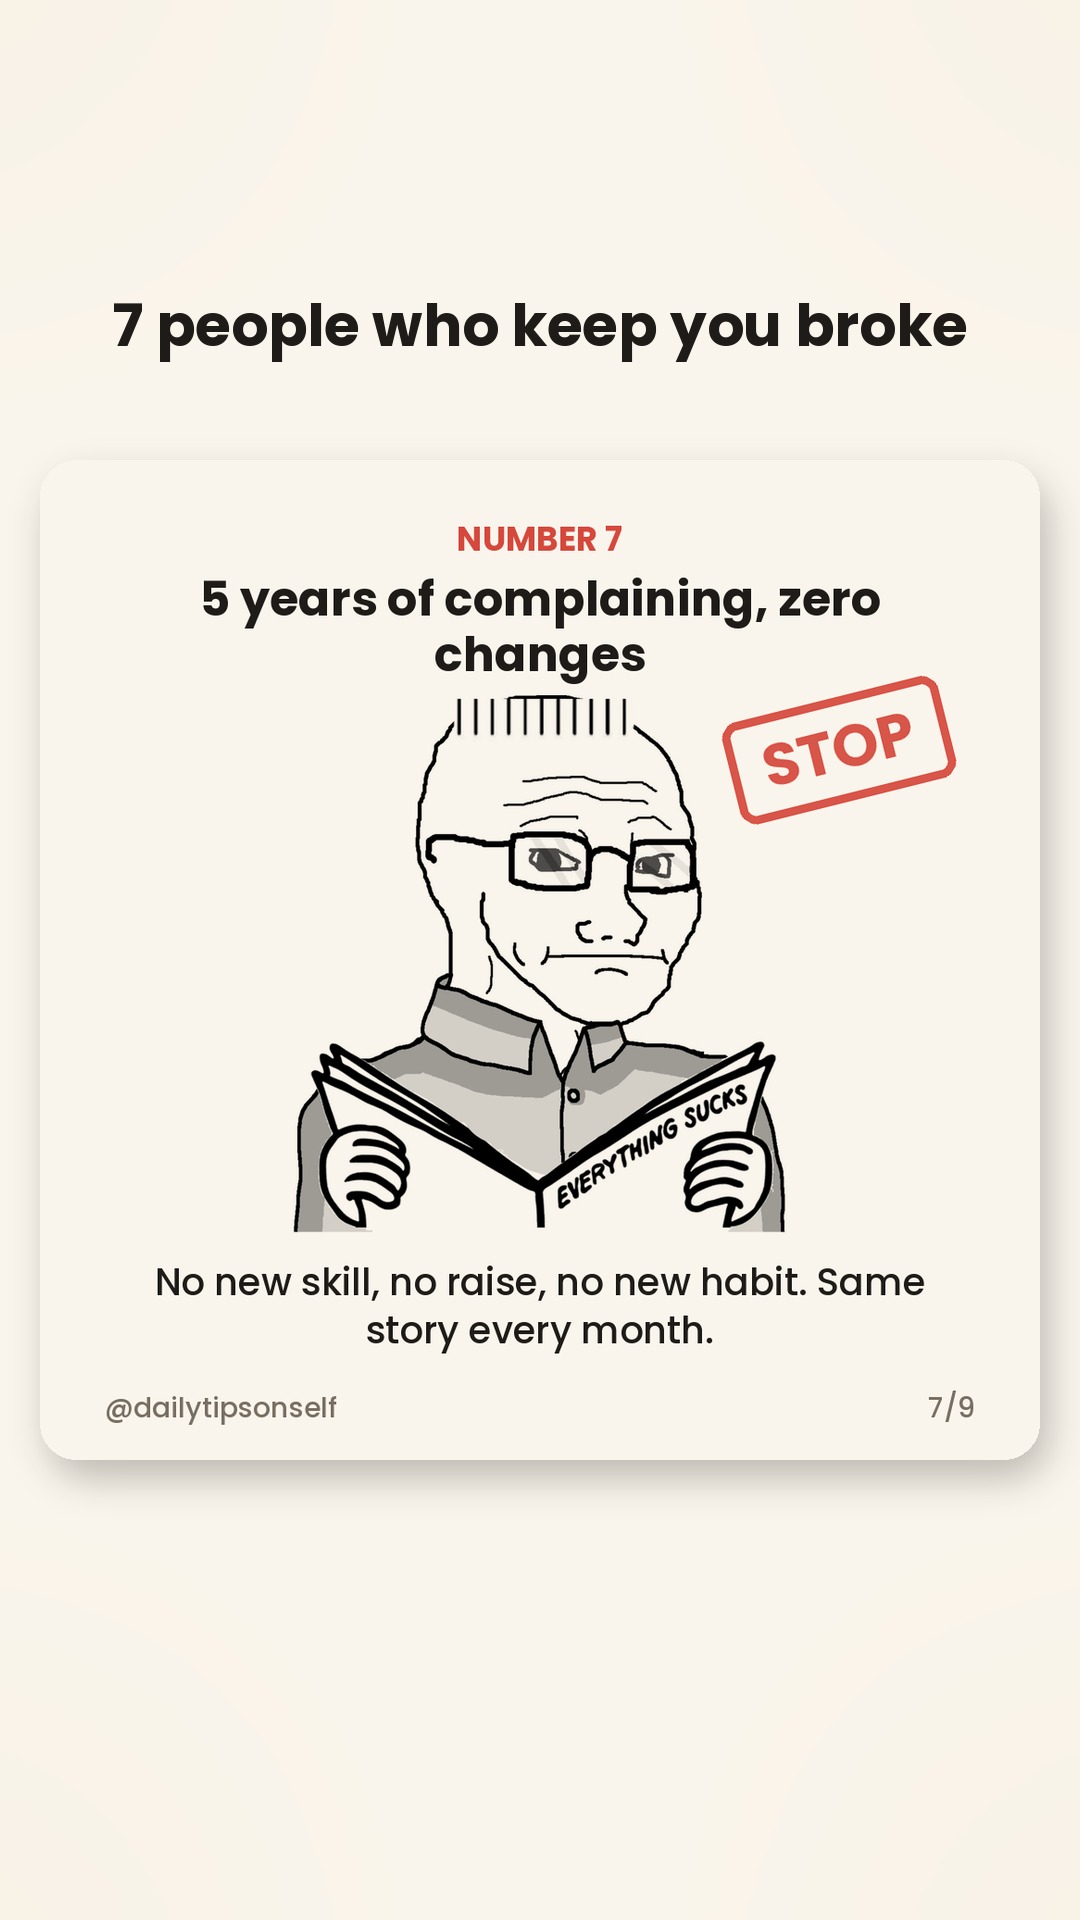 7 people who keep you broke
NUMBER 7
5 years of complaining, zero
changes
STOP
EVERYTHING SUCKS
No new skill, no raise, no new habit. Same
story every month.
@dailytipsonself
7/9